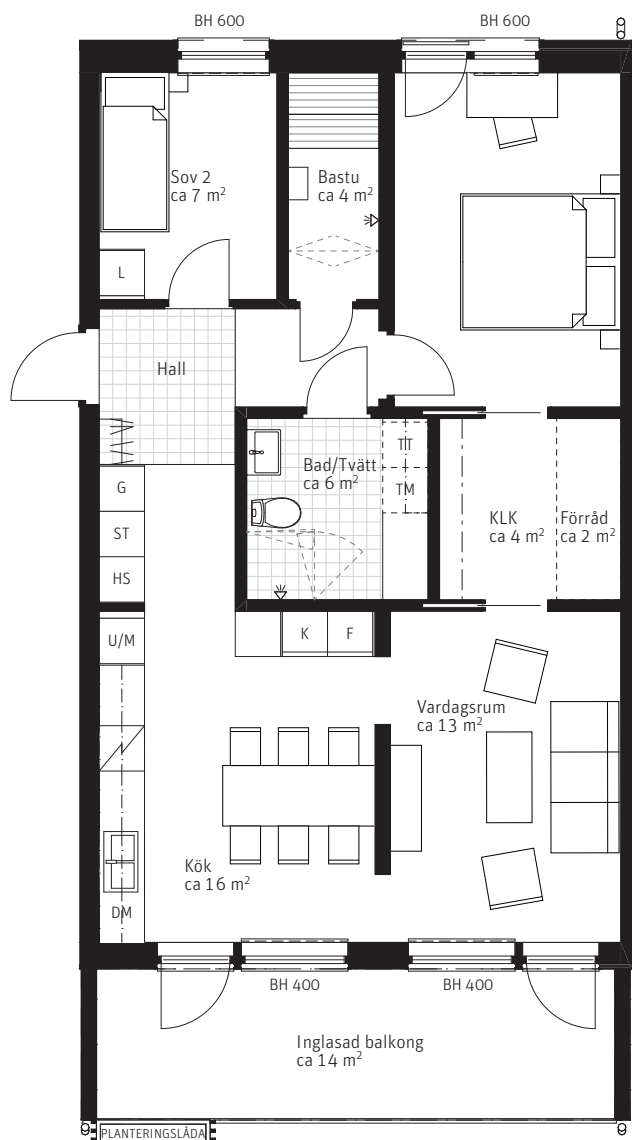 BH 600
BH 600
Sov 2
ca 7 m²
Bastu
ca 4 m²
L
Hall
G
ST
HS
U/M
Bad/Tvätt
ca 6 m²
TT
TM
KLK
ca 4 m²
Förråd
ca 2 m²
K
F
Vardagsrum
ca 13 m²
Kök
ca 16 m²
DM
BH 400
BH 400
Inglasad balkong
ca 14 m²
PLANTERINGSLÅDA